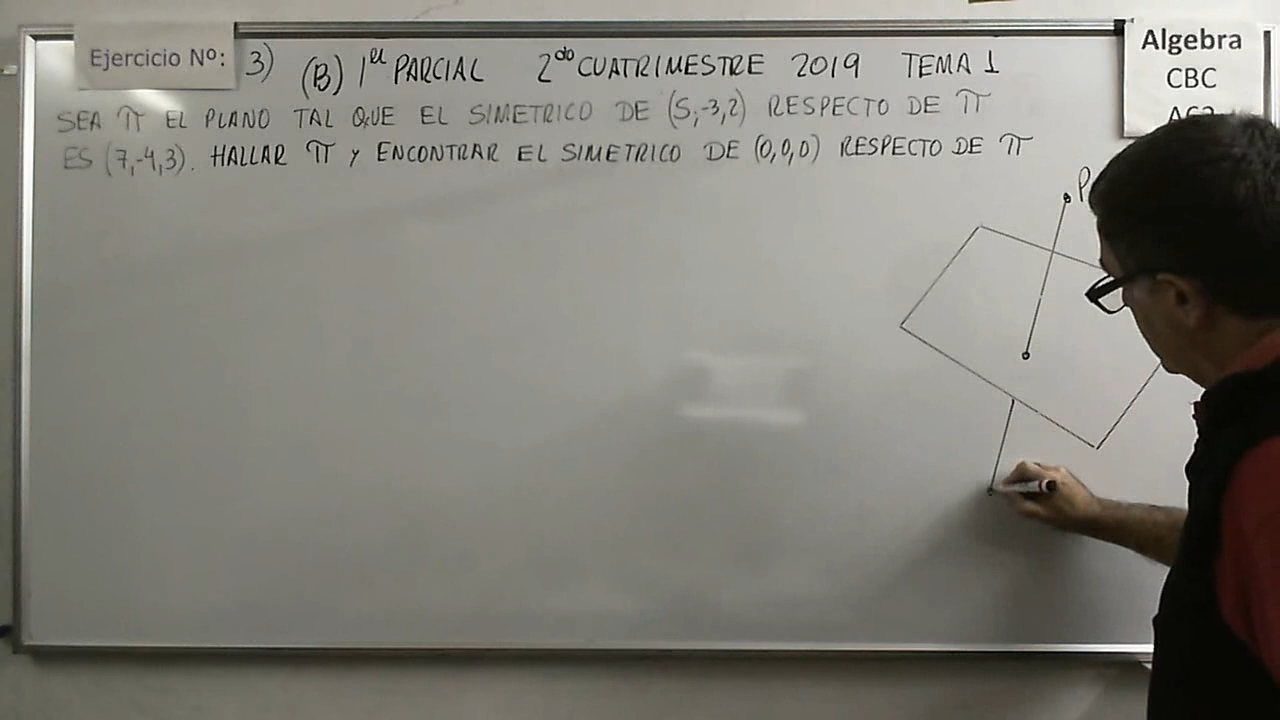 Ejercicio Nº: 3) (B) 1er PARCIAL 2do CUATRIMESTRE 2019 TEMA 1
SEA π EL PLANO TAL QUE EL SIMETRICO DE (5,-3,2) RESPECTO DE π
ES (7,-4,3). HALLAR π Y ENCONTRAR EL SIMETRICO DE (0,0,0) RESPECTO DE π
Algebra
CBC
P